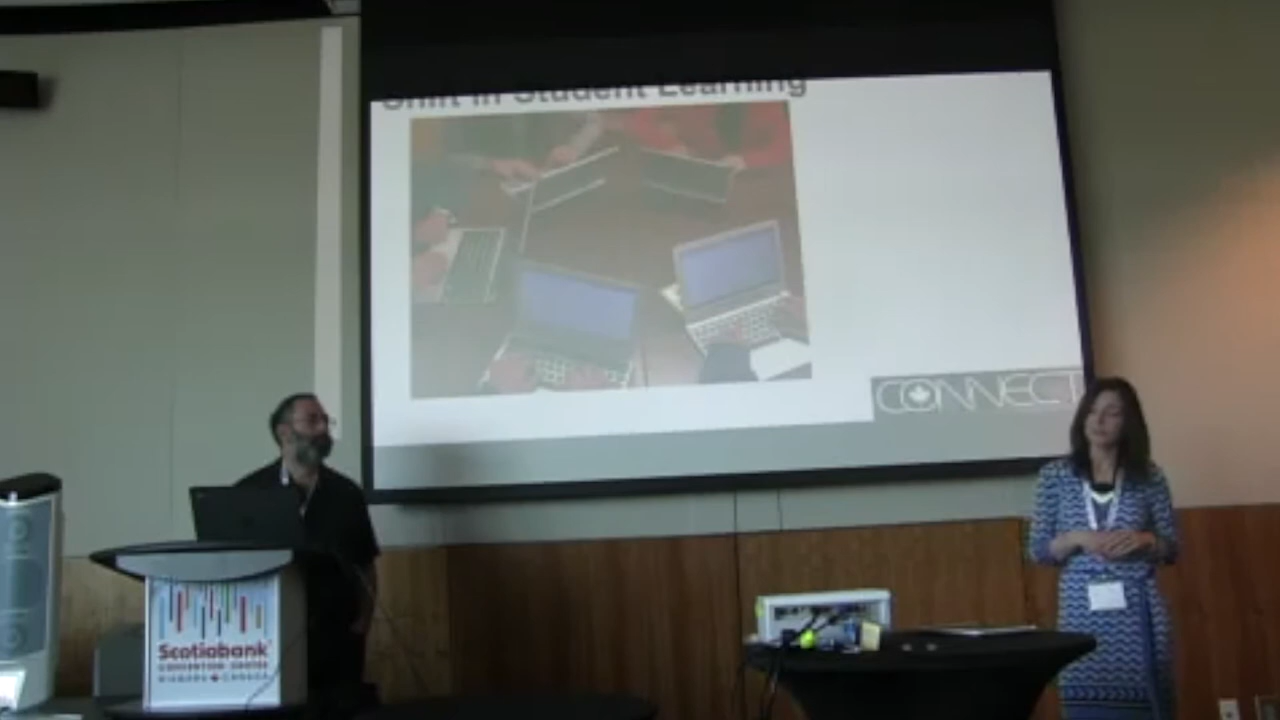 Shift in Student Learning
CONNECT
Scotiabank
CONVENTION CENTRE
NIAGARA CANADA